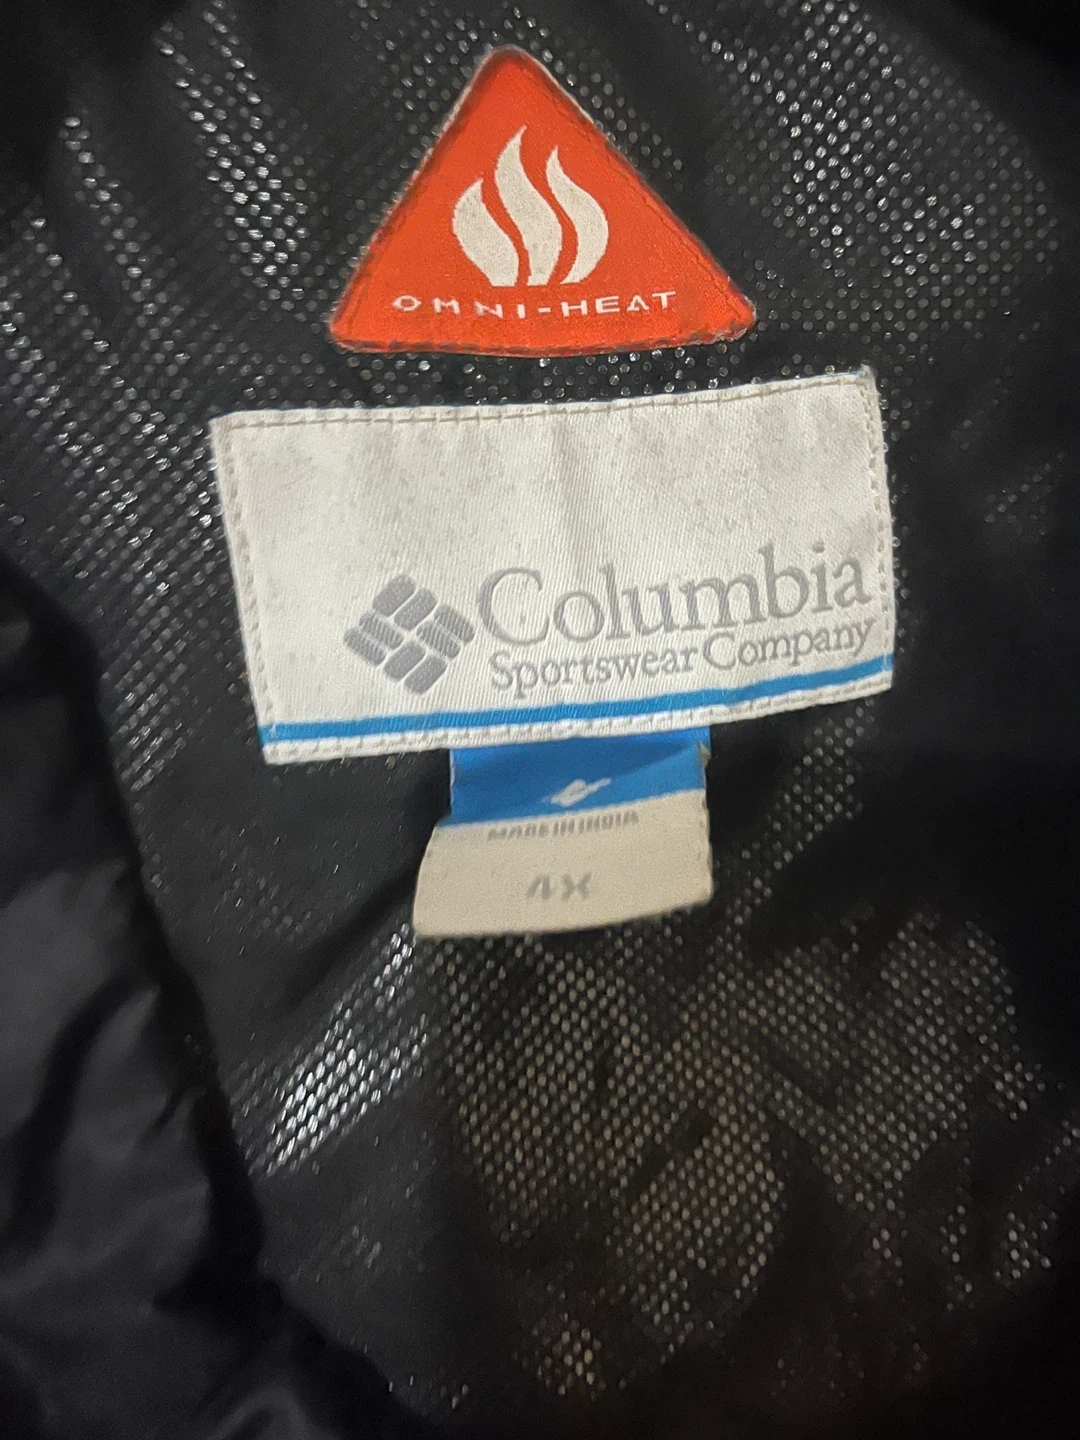 OMNI-HEAT
Columbia
Sportswear Company
MADE IN INDIA
4X